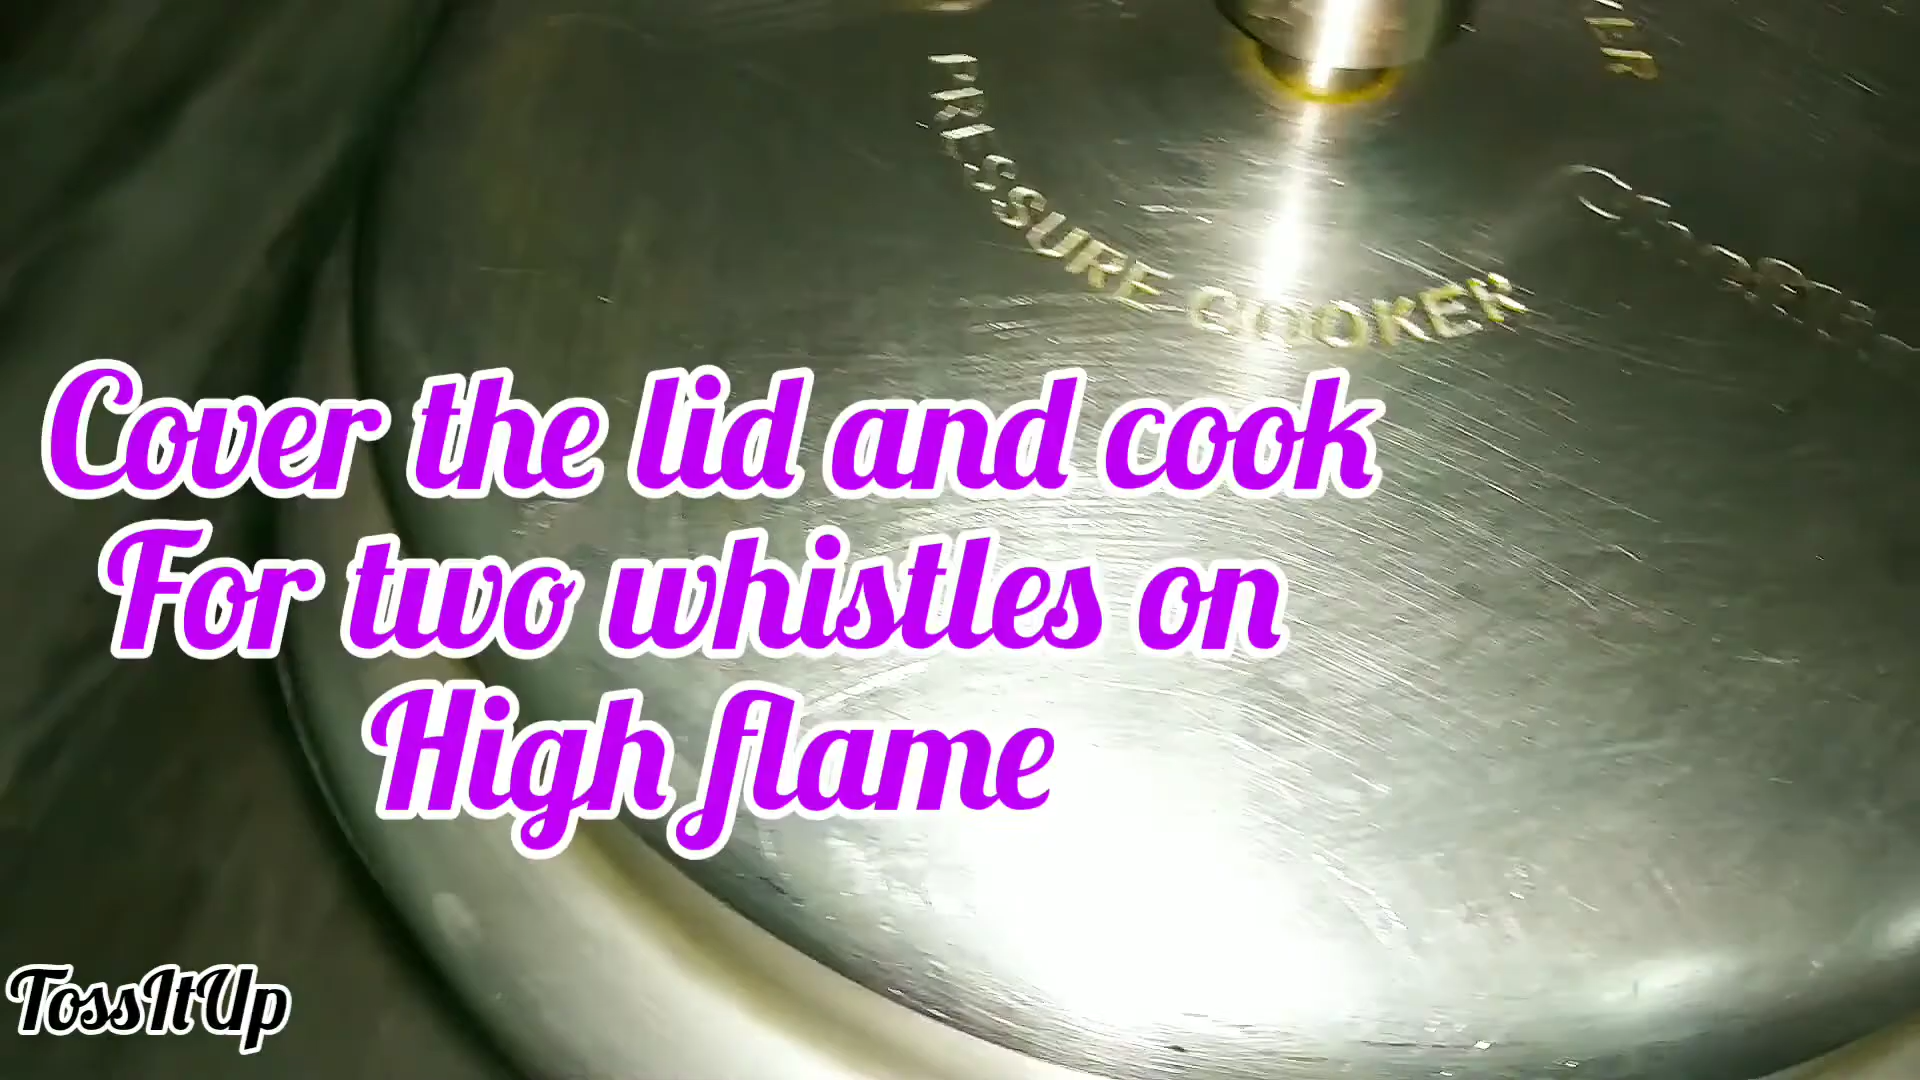 PRESSURE COOKER
Cover the lid and cook
For two whistles on
High flame
TossItUp